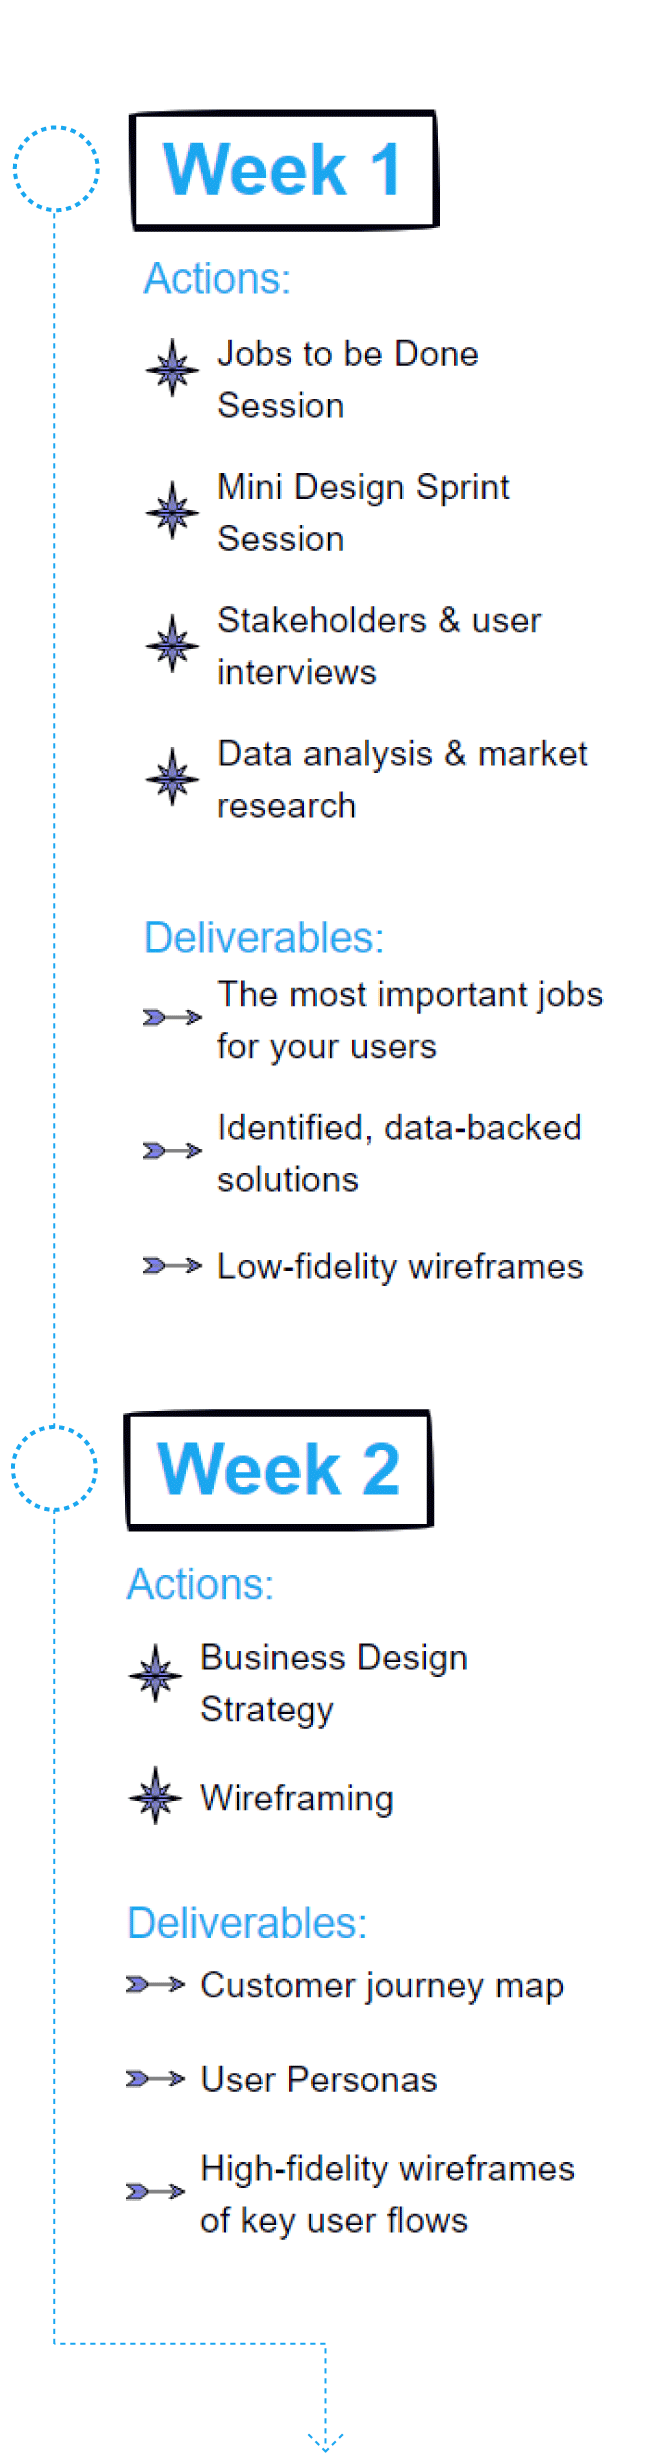 Week 1
Actions:
Jobs to be Done
Session
Mini Design Sprint
Session
Stakeholders & user
interviews
Data analysis & market
research
Deliverables:
The most important jobs
for your users
Identified, data-backed
solutions
Low-fidelity wireframes
Week 2
Actions:
Business Design
Strategy
Wireframing
Deliverables:
Customer journey map
User Personas
High-fidelity wireframes
of key user flows